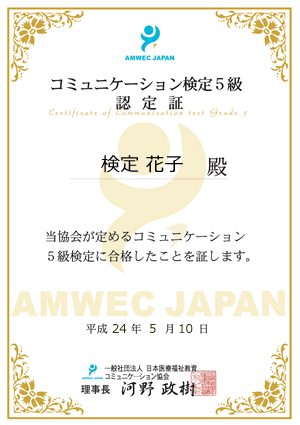 AMWEC JAPAN
コミュニケーション検定5級
認定証
Certificate of Communication test Grade 5
検定 花子 殿
当協会が定めるコミュニケーション
5級検定に合格したことを証します。
AMWEC JAPAN
平成 24 年 5 月 10 日
一般社団法人 日本医療福祉教育
コミュニケーション協会
理事長 河野 政樹